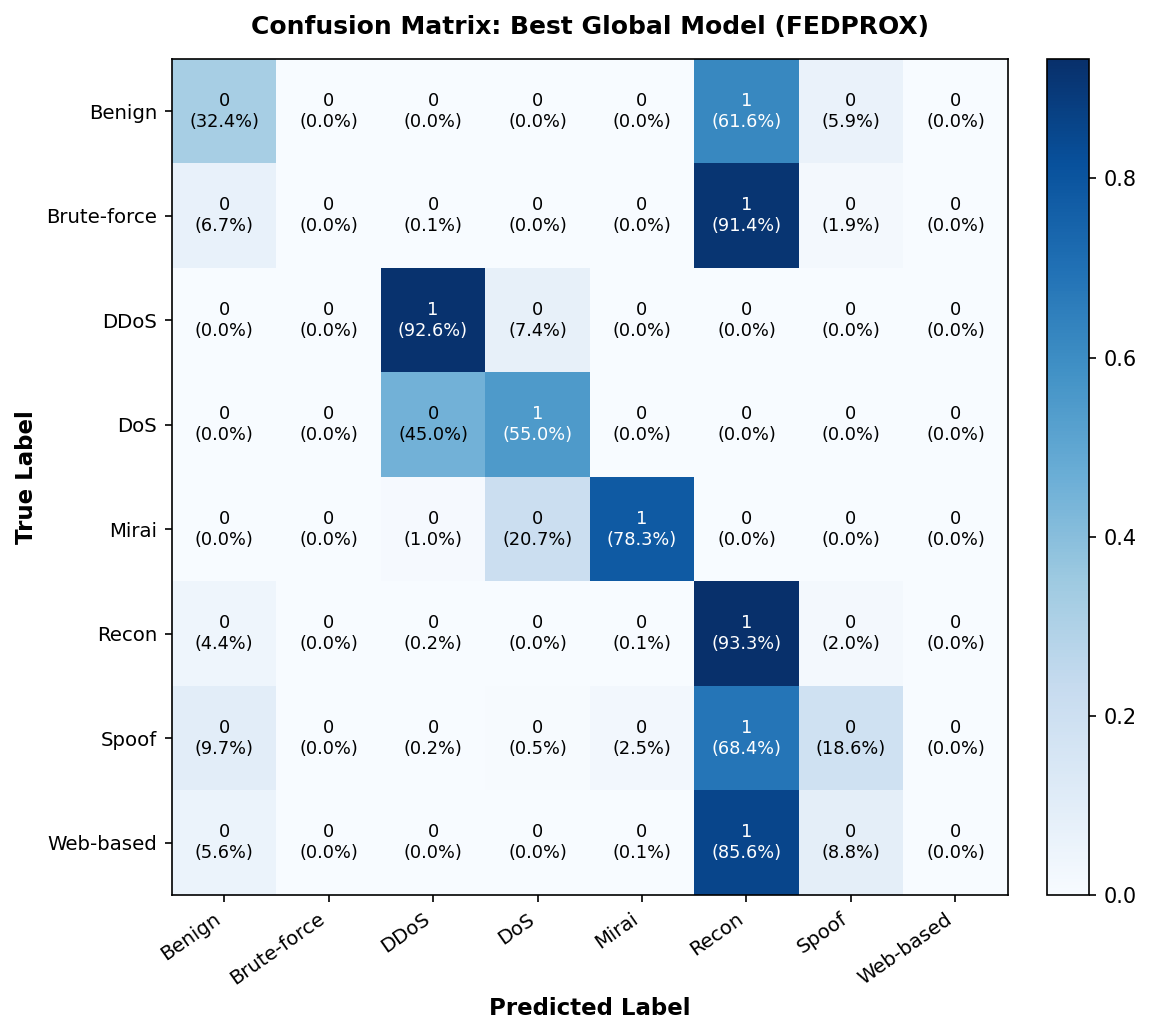 Confusion Matrix: Best Global Model (FEDPROX)
True Label
Benign
0 0 0 0 0 1 0 0
(32.4%) (0.0%) (0.0%) (0.0%) (0.0%) (61.6%) (5.9%) (0.0%)
Brute-force
0 0 0 0 0 1 0 0
(6.7%) (0.0%) (0.1%) (0.0%) (0.0%) (91.4%) (1.9%) (0.0%)
DDoS
0 0 1 0 0 0 0 0
(0.0%) (0.0%) (92.6%) (7.4%) (0.0%) (0.0%) (0.0%) (0.0%)
DoS
0 0 0 1 0 0 0 0
(0.0%) (0.0%) (45.0%) (55.0%) (0.0%) (0.0%) (0.0%) (0.0%)
Mirai
0 0 0 0 1 0 0 0
(0.0%) (0.0%) (1.0%) (20.7%) (78.3%) (0.0%) (0.0%) (0.0%)
Recon
0 0 0 0 0 1 0 0
(4.4%) (0.0%) (0.2%) (0.0%) (0.1%) (93.3%) (2.0%) (0.0%)
Spoof
0 0 0 0 0 1 0 0
(9.7%) (0.0%) (0.2%) (0.5%) (2.5%) (68.4%) (18.6%) (0.0%)
Web-based
0 0 0 0 0 1 0 0
(5.6%) (0.0%) (0.0%) (0.0%) (0.1%) (85.6%) (8.8%) (0.0%)
Benign Brute-force DDoS DoS Mirai Recon Spoof Web-based
Predicted Label
0.8
0.6
0.4
0.2
0.0